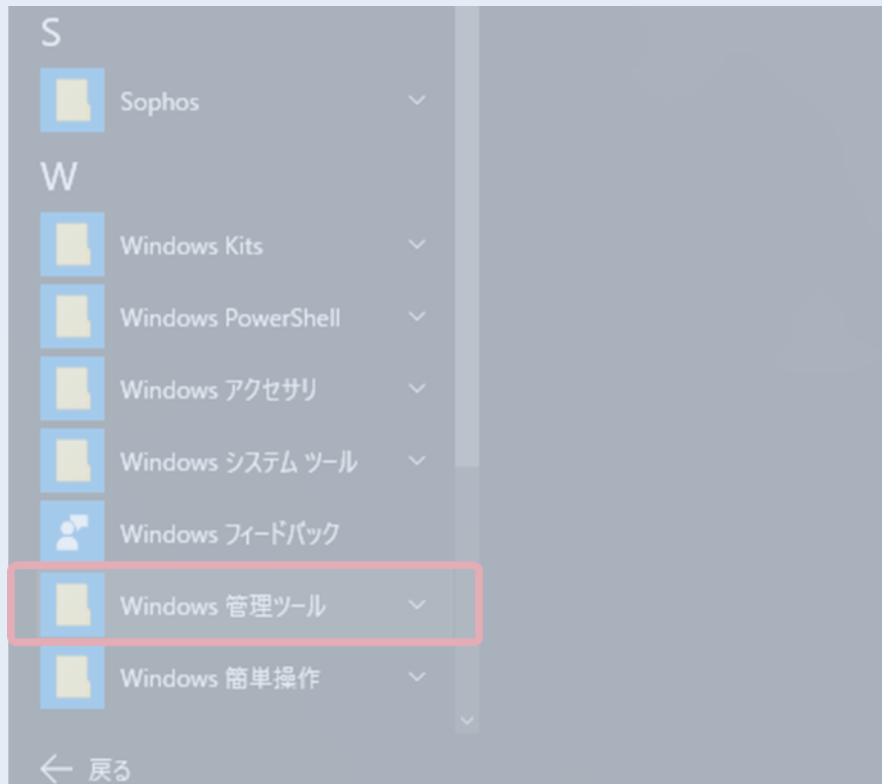 S
Sophos
W
Windows Kits
Windows PowerShell
Windows アクセサリ
Windows システム ツール
Windows フィードバック
Windows 管理ツール
Windows 簡単操作
戻る